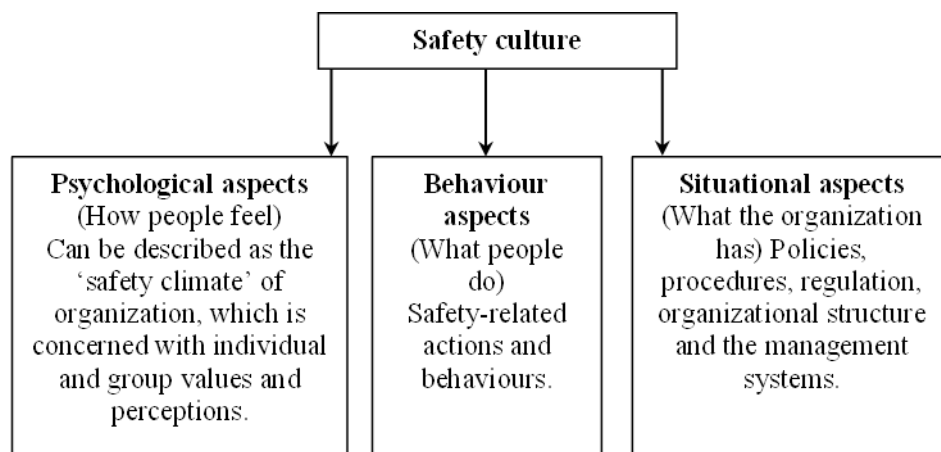 Safety culture
Psychological aspects
(How people feel)
Can be described as the
‘safety climate’ of
organization, which is
concerned with individual
and group values and
perceptions.
Behaviour
aspects
(What people
do)
Safety-related
actions and
behaviours.
Situational aspects
(What the organization
has) Policies,
procedures, regulation,
organizational structure
and the management
systems.